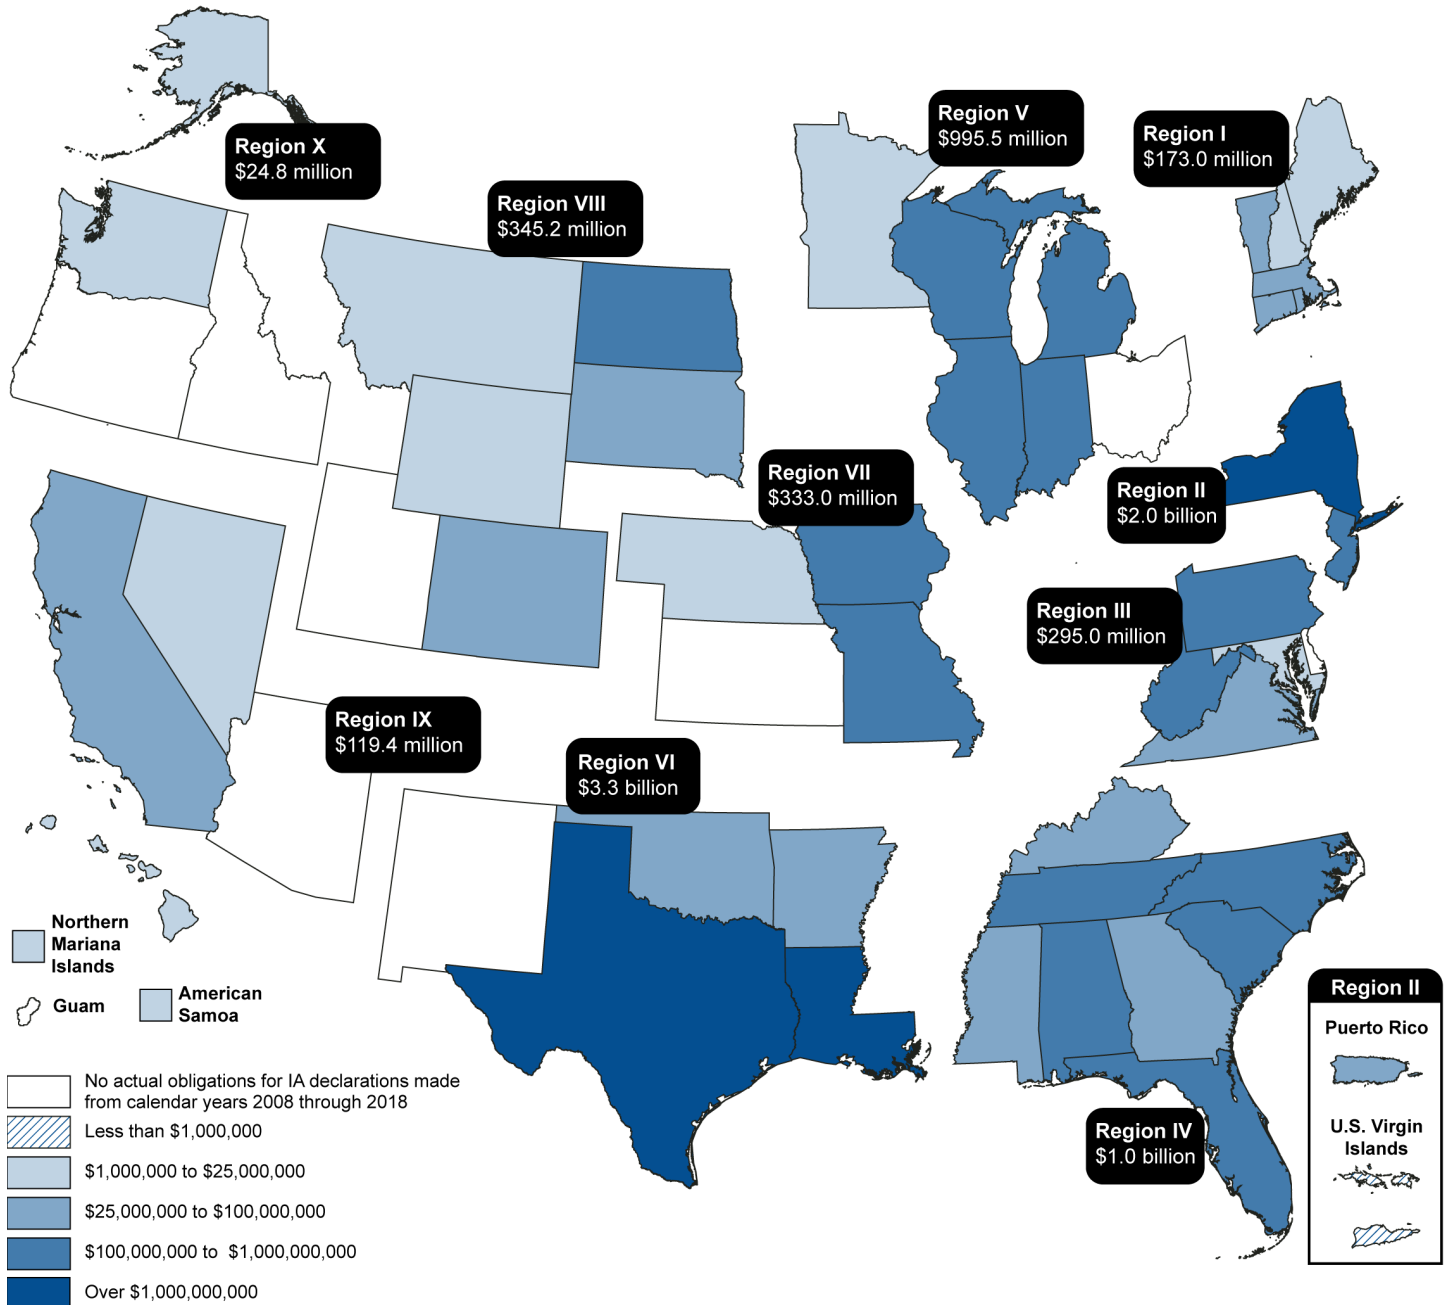 Region X
$24.8 million
Region V
$995.5 million
Region I
$173.0 million
Region VIII
$345.2 million
Region VII
$333.0 million
Region II
$2.0 billion
Region III
$295.0 million
Region IX
$119.4 million
Region VI
$3.3 billion
Northern
Mariana
Islands
Guam
American
Samoa
Region II
Puerto Rico
U.S. Virgin
Islands
Region IV
$1.0 billion
No actual obligations for IA declarations made
from calendar years 2008 through 2018
Less than $1,000,000
$1,000,000 to $25,000,000
$25,000,000 to $100,000,000
$100,000,000 to $1,000,000,000
Over $1,000,000,000